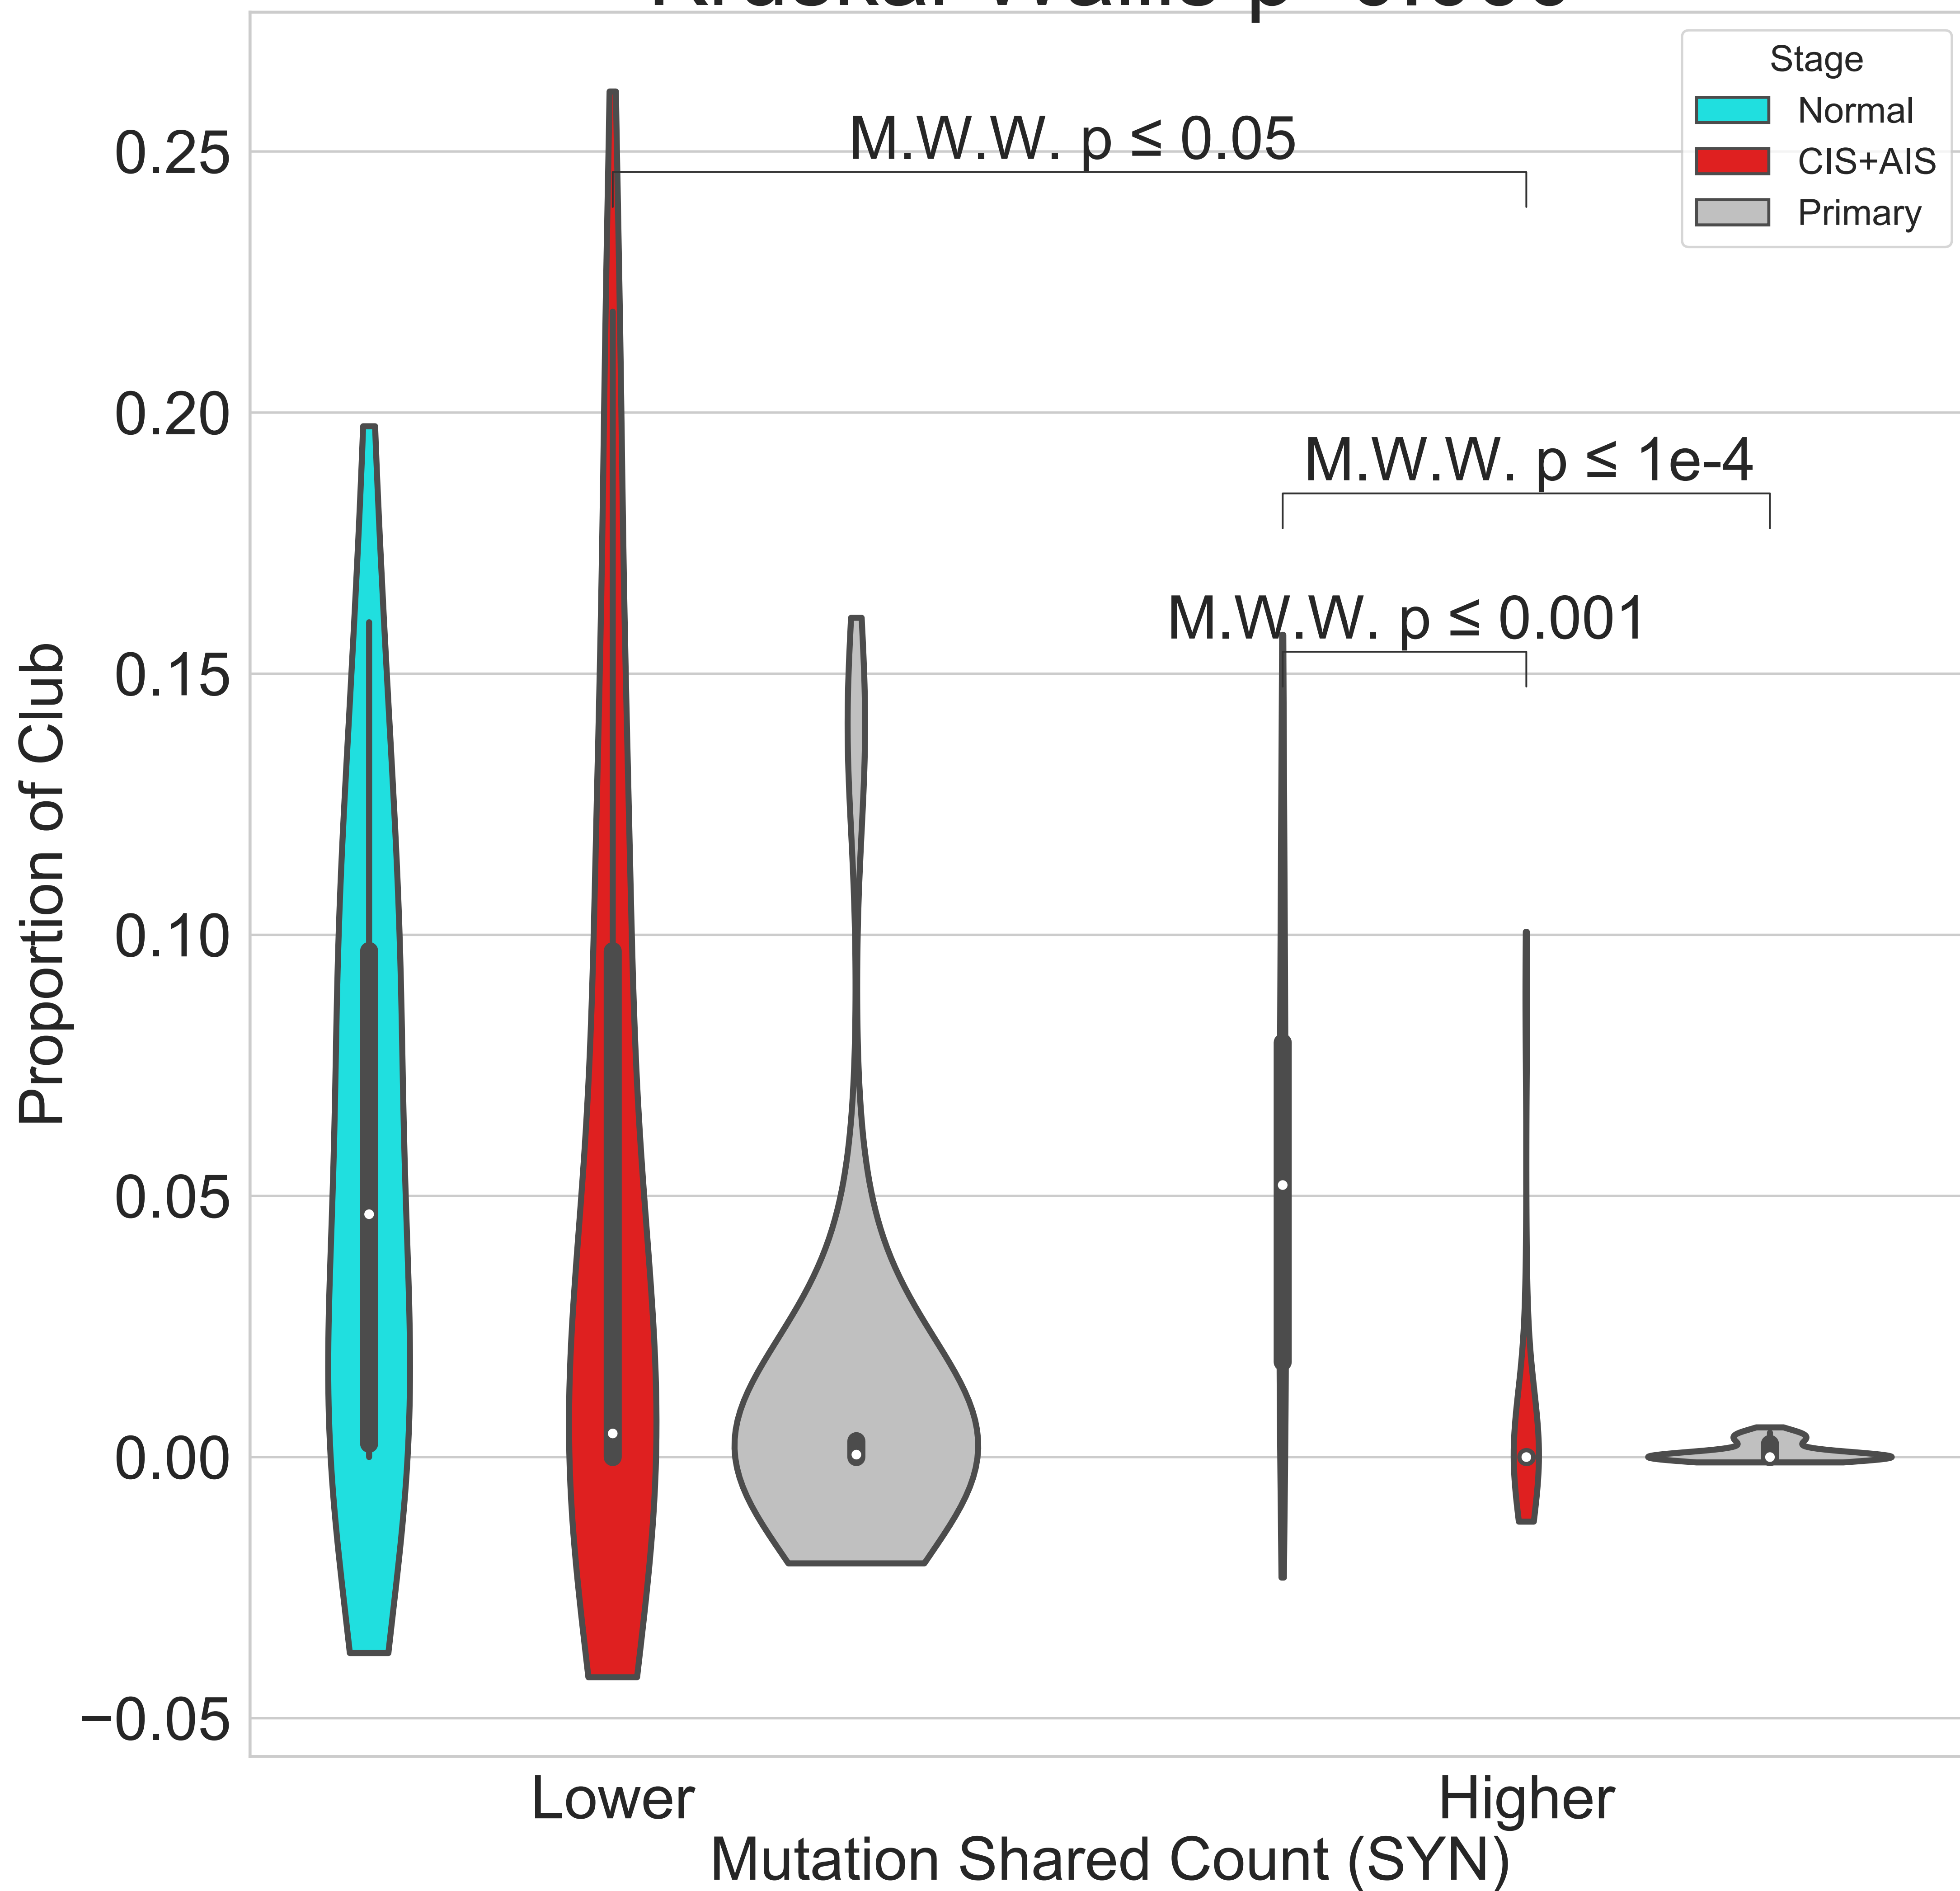 Stage
Normal
CIS+AIS
Primary
M.W.W. p ≤ 0.05
M.W.W. p ≤ 1e-4
M.W.W. p ≤ 0.001
0.25
0.20
0.15
0.10
0.05
0.00
−0.05
Proportion of Club
Lower
Higher
Mutation Shared Count (SYN)